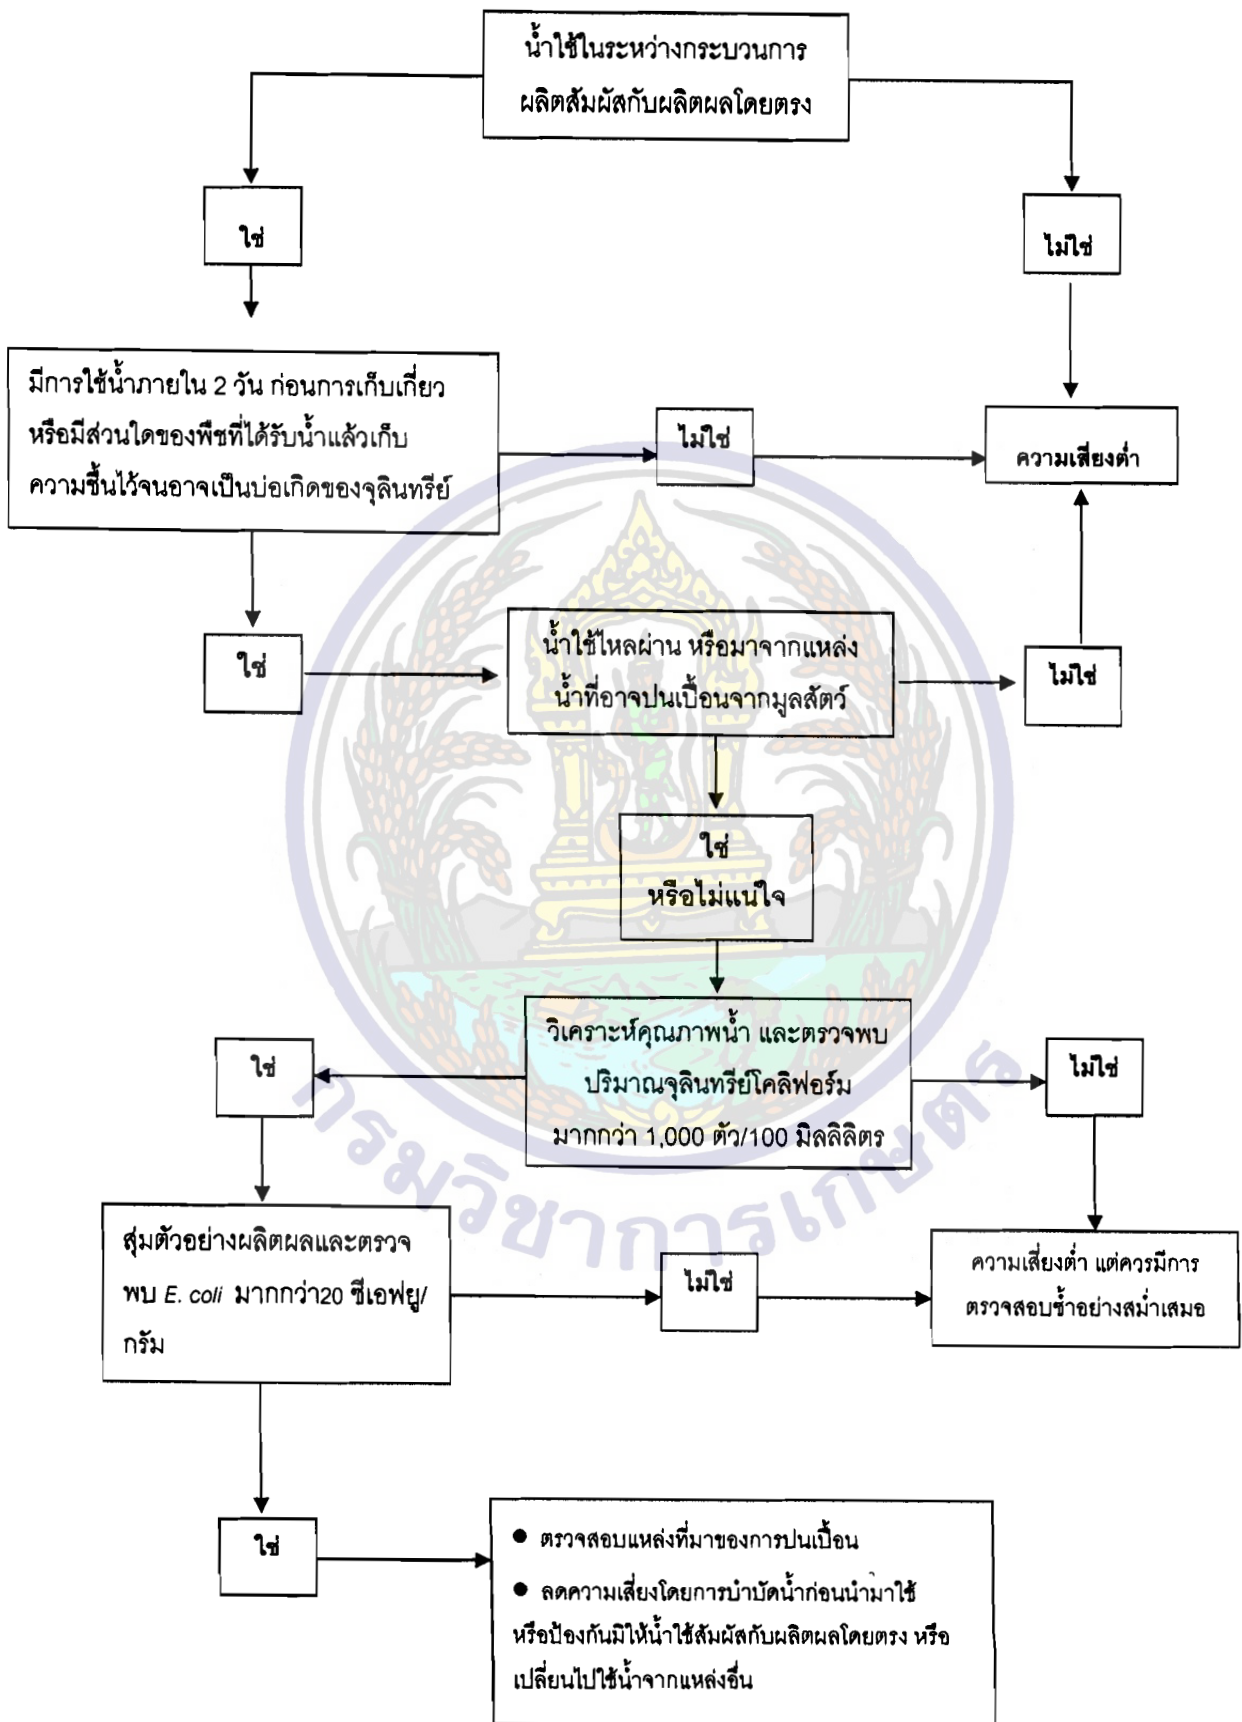 น้ำใช้ในระหว่างกระบวนการ
ผลิตสัมผัสกับผลิตผลโดยตรง
ใช่
ไม่ใช่
มีการใช้น้ำภายใน 2 วัน ก่อนการเก็บเกี่ยว
หรือมีส่วนใดของพืชที่ได้รับน้ำแล้วเก็บ
ความชื้นไว้จนอาจเป็นบ่อเกิดของจุลินทรีย์
ไม่ใช่
ความเสี่ยงต่ำ
ใช่
น้ำใช้ไหลผ่าน หรือมาจากแหล่ง
น้ำที่อาจปนเปื้อนจากมูลสัตว์
ไม่ใช่
ใช่
หรือไม่แน่ใจ
วิเคราะห์คุณภาพน้ำ และตรวจพบ
ปริมาณจุลินทรีย์โคลิฟอร์ม
มากกว่า 1,000 ตัว/100 มิลลิลิตร
ใช่
ไม่ใช่
กรมวิชาการเกษตร
สุ่มตัวอย่างผลิตผลและตรวจ
พบ E. coli มากกว่า20 ซีเอฟยู/
กรัม
ไม่ใช่
ความเสี่ยงต่ำ แต่ควรมีการ
ตรวจสอบซ้ำอย่างสม่ำเสมอ
ใช่
● ตรวจสอบแหล่งที่มาของการปนเปื้อน
● ลดความเสี่ยงโดยการบำบัดน้ำก่อนนำมาใช้
หรือป้องกันมิให้น้ำใช้สัมผัสกับผลิตผลโดยตรง หรือ
เปลี่ยนไปใช้น้ำจากแหล่งอื่น